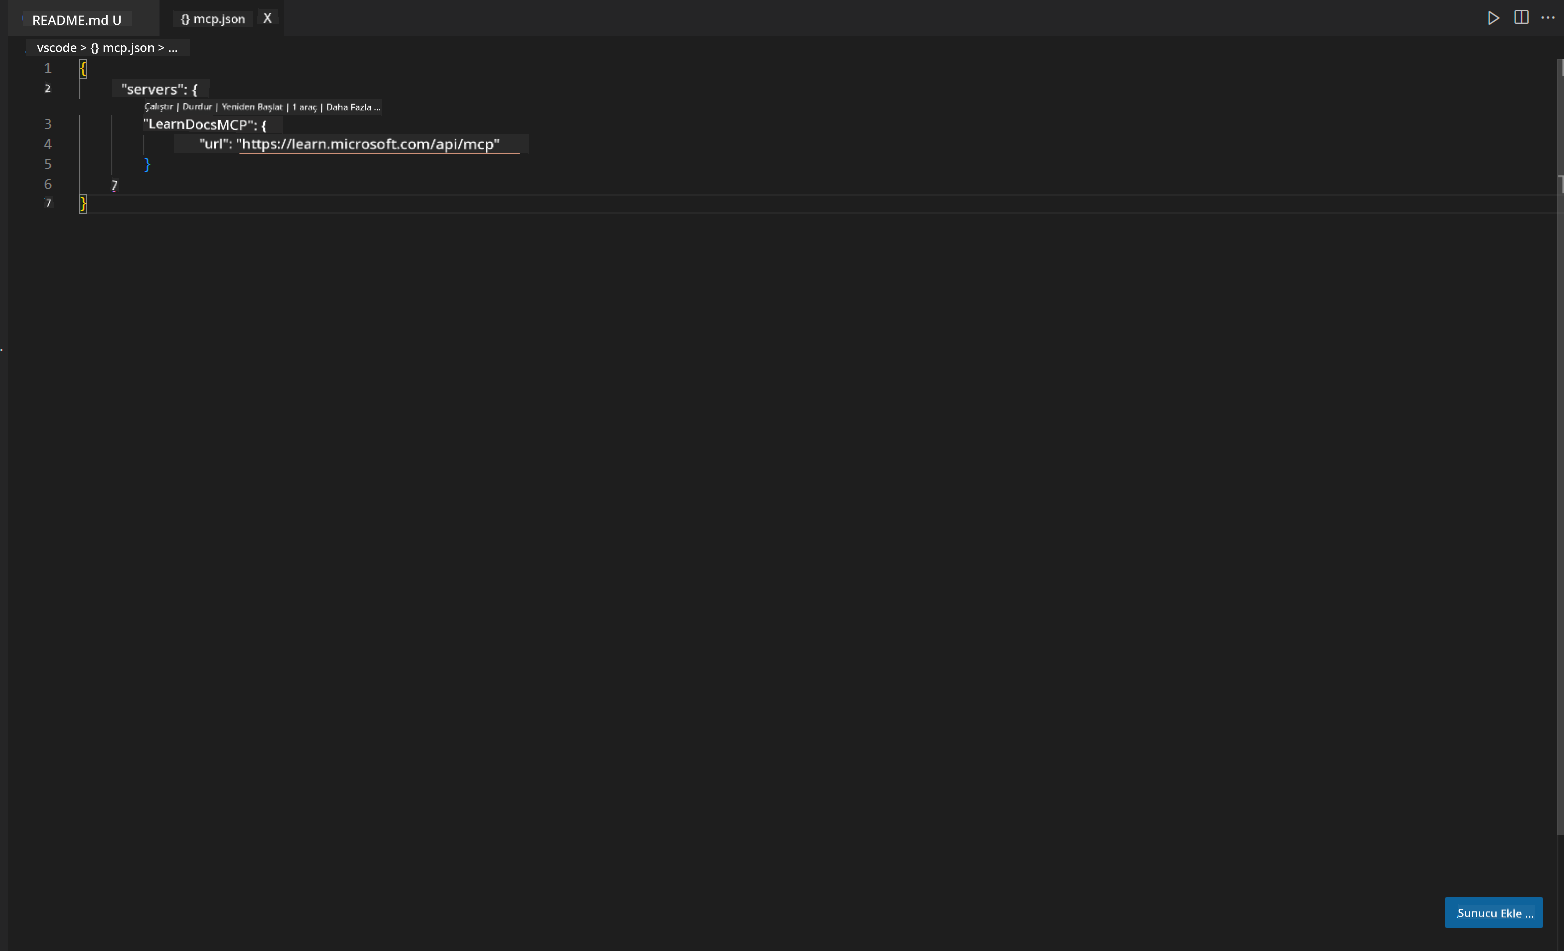 README.md U
{} mcp.json X
vscode > {} mcp.json > ...
1 {
2 "servers": {
Çalıştır | Durdur | Yeniden Başlat | 1 araç | Daha Fazla ...
3 "LearnDocsMCP": {
4 "url": "https://learn.microsoft.com/api/mcp"
5 }
6 }
7 }
Sunucu Ekle ...